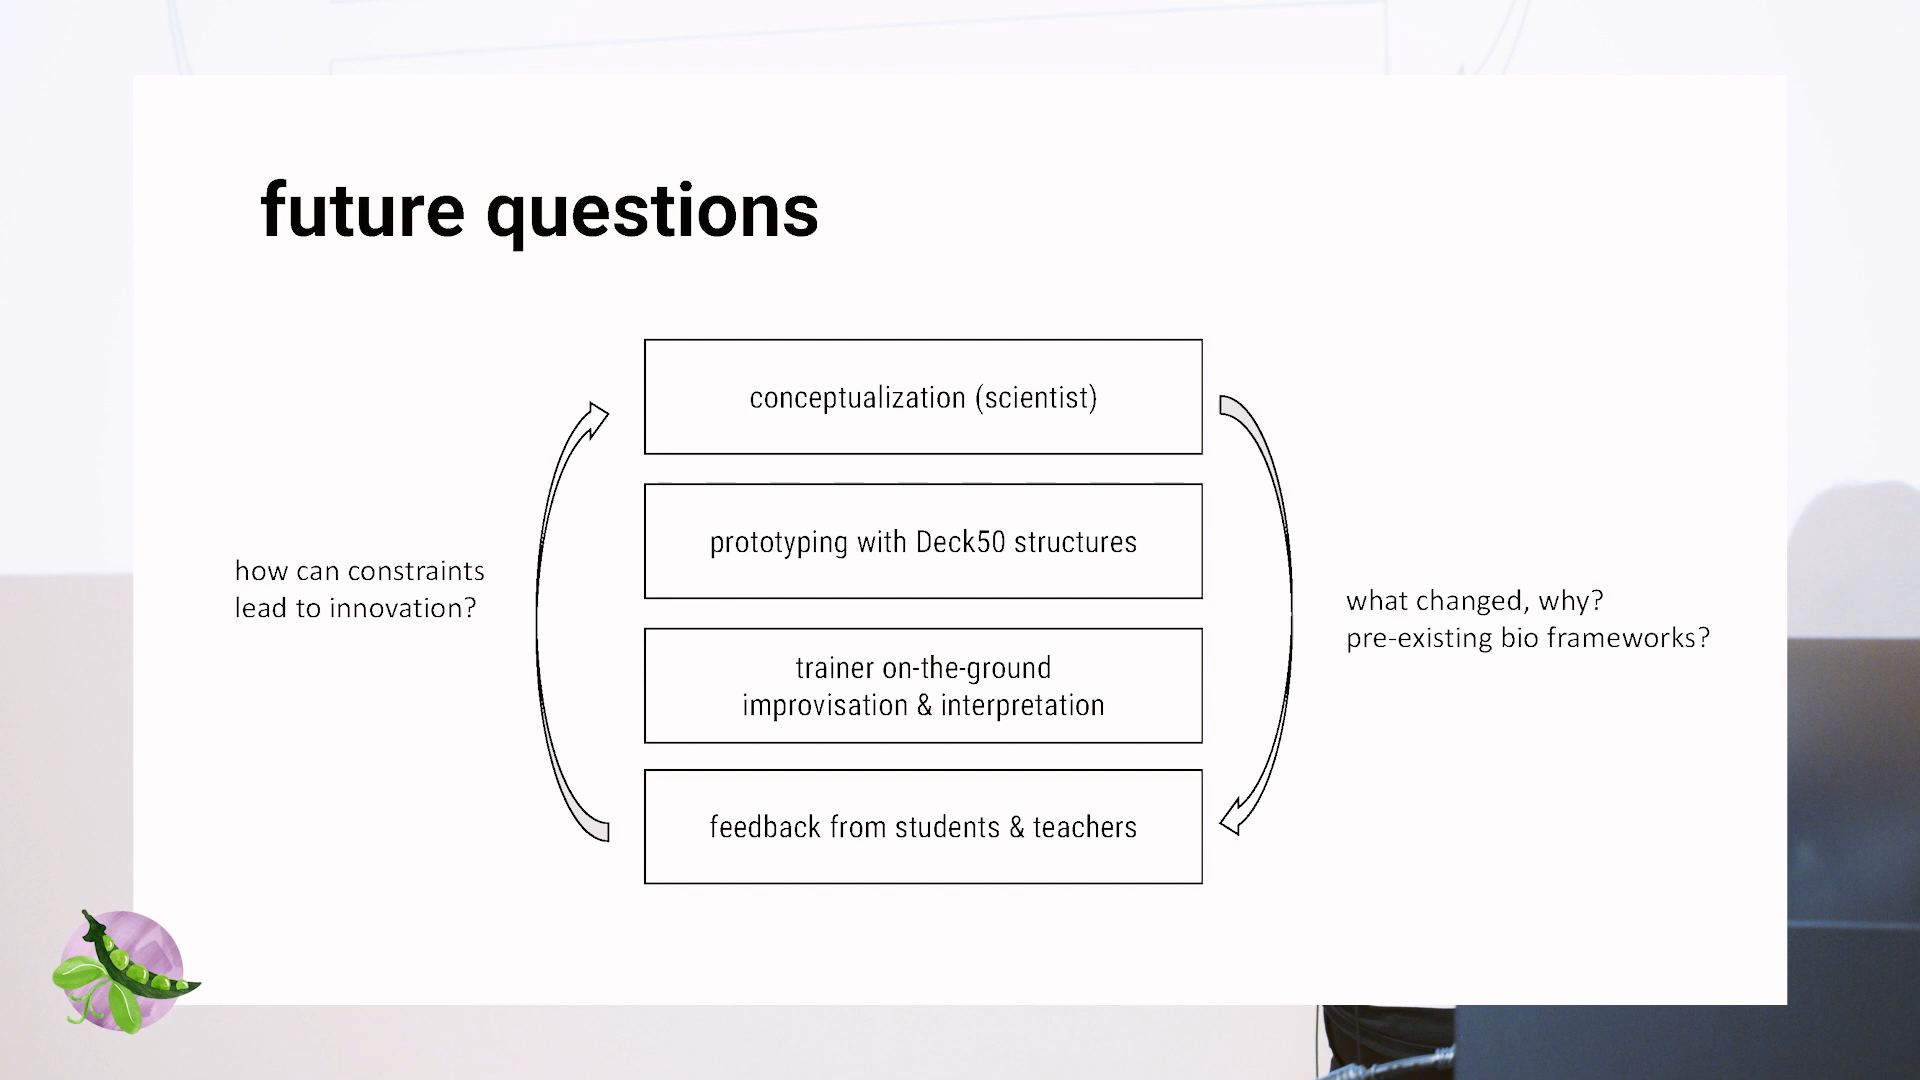 future questions
conceptualization (scientist)
prototyping with Deck50 structures
how can constraints
lead to innovation?
what changed, why?
pre-existing bio frameworks?
trainer on-the-ground
improvisation & interpretation
feedback from students & teachers